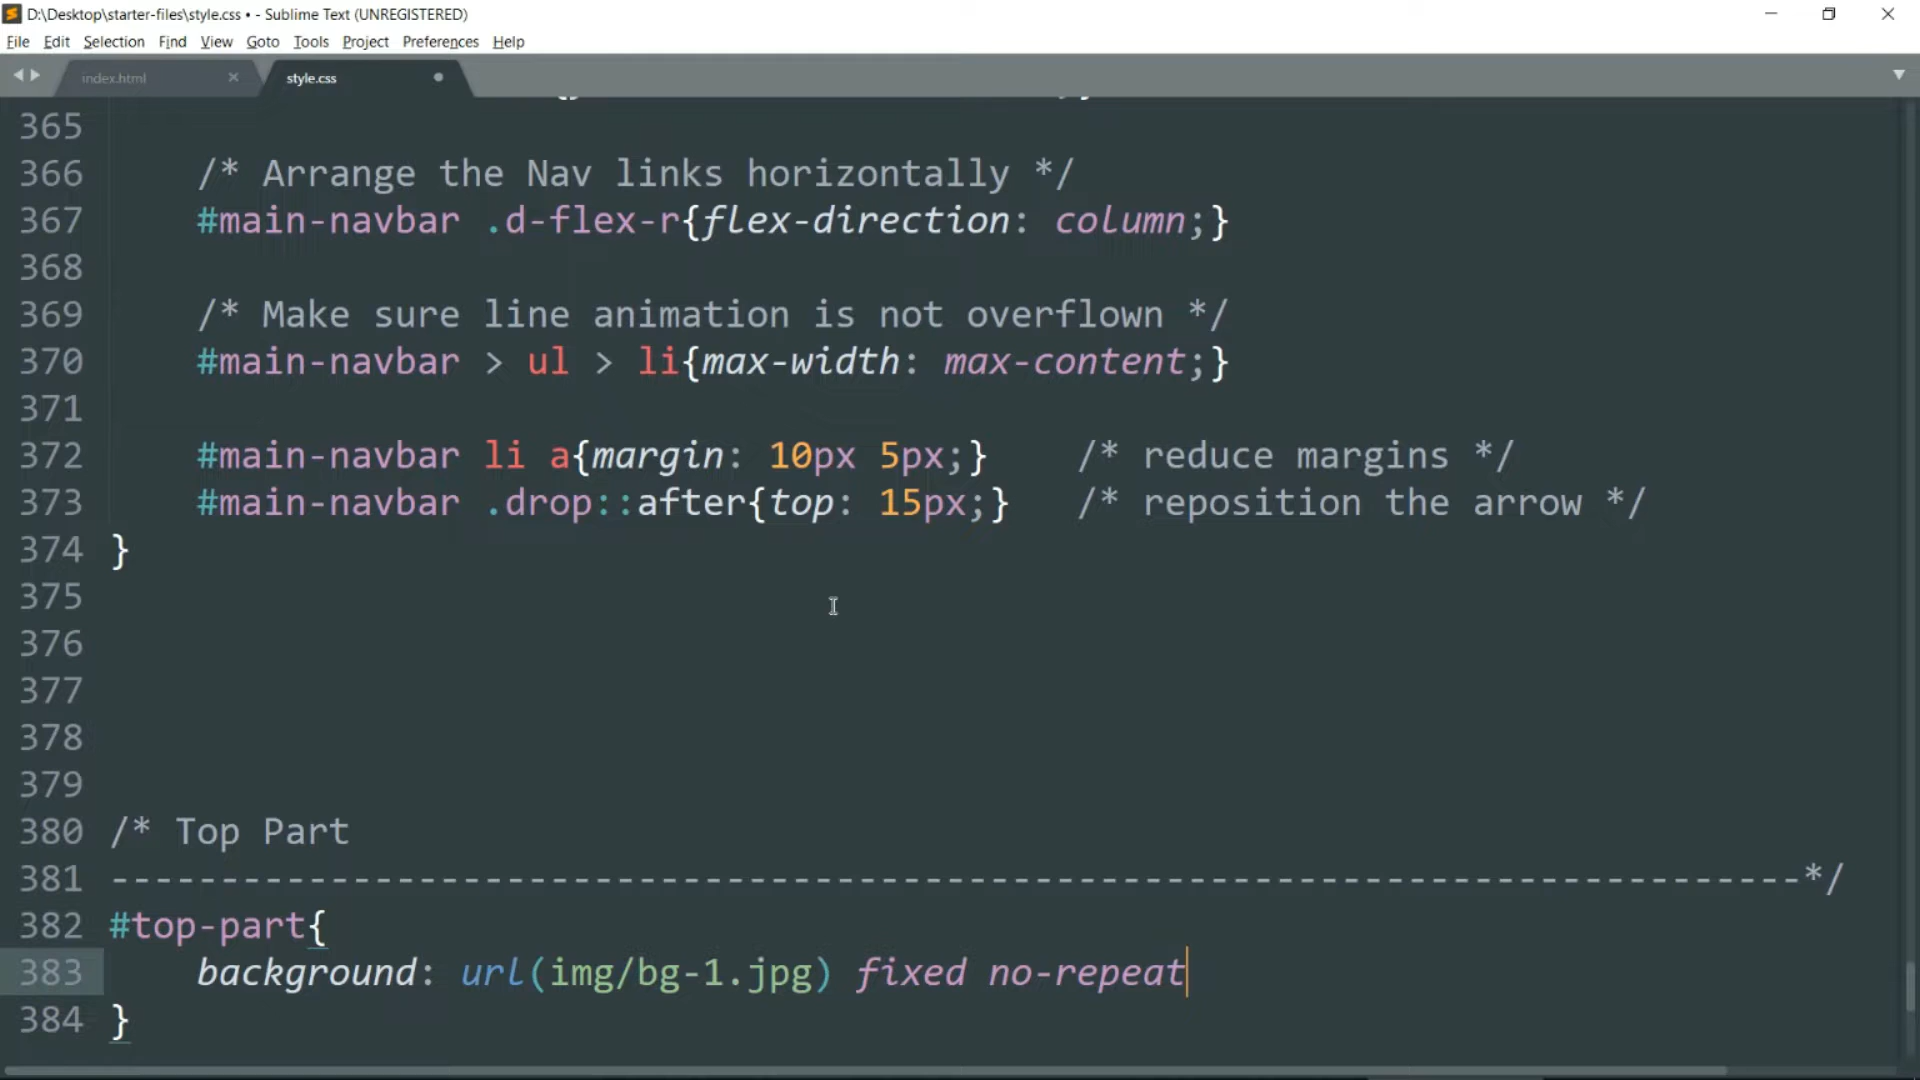 D:\Desktop\starter-files\style.css • - Sublime Text (UNREGISTERED)
File Edit Selection Find View Goto Tools Project Preferences Help
index.html style.css
365
366 /* Arrange the Nav links horizontally */
367 #main-navbar .d-flex-r{flex-direction: column;}
368
369 /* Make sure line animation is not overflown */
370 #main-navbar > ul > li{max-width: max-content;}
371
372 #main-navbar li a{margin: 10px 5px;} /* reduce margins */
373 #main-navbar .drop::after{top: 15px;} /* reposition the arrow */
374 }
375
376
377
378
379
380 /* Top Part
381 -----------------------------------------------------------------------------*/
382 #top-part{
383 background: url(img/bg-1.jpg) fixed no-repeat
384 }